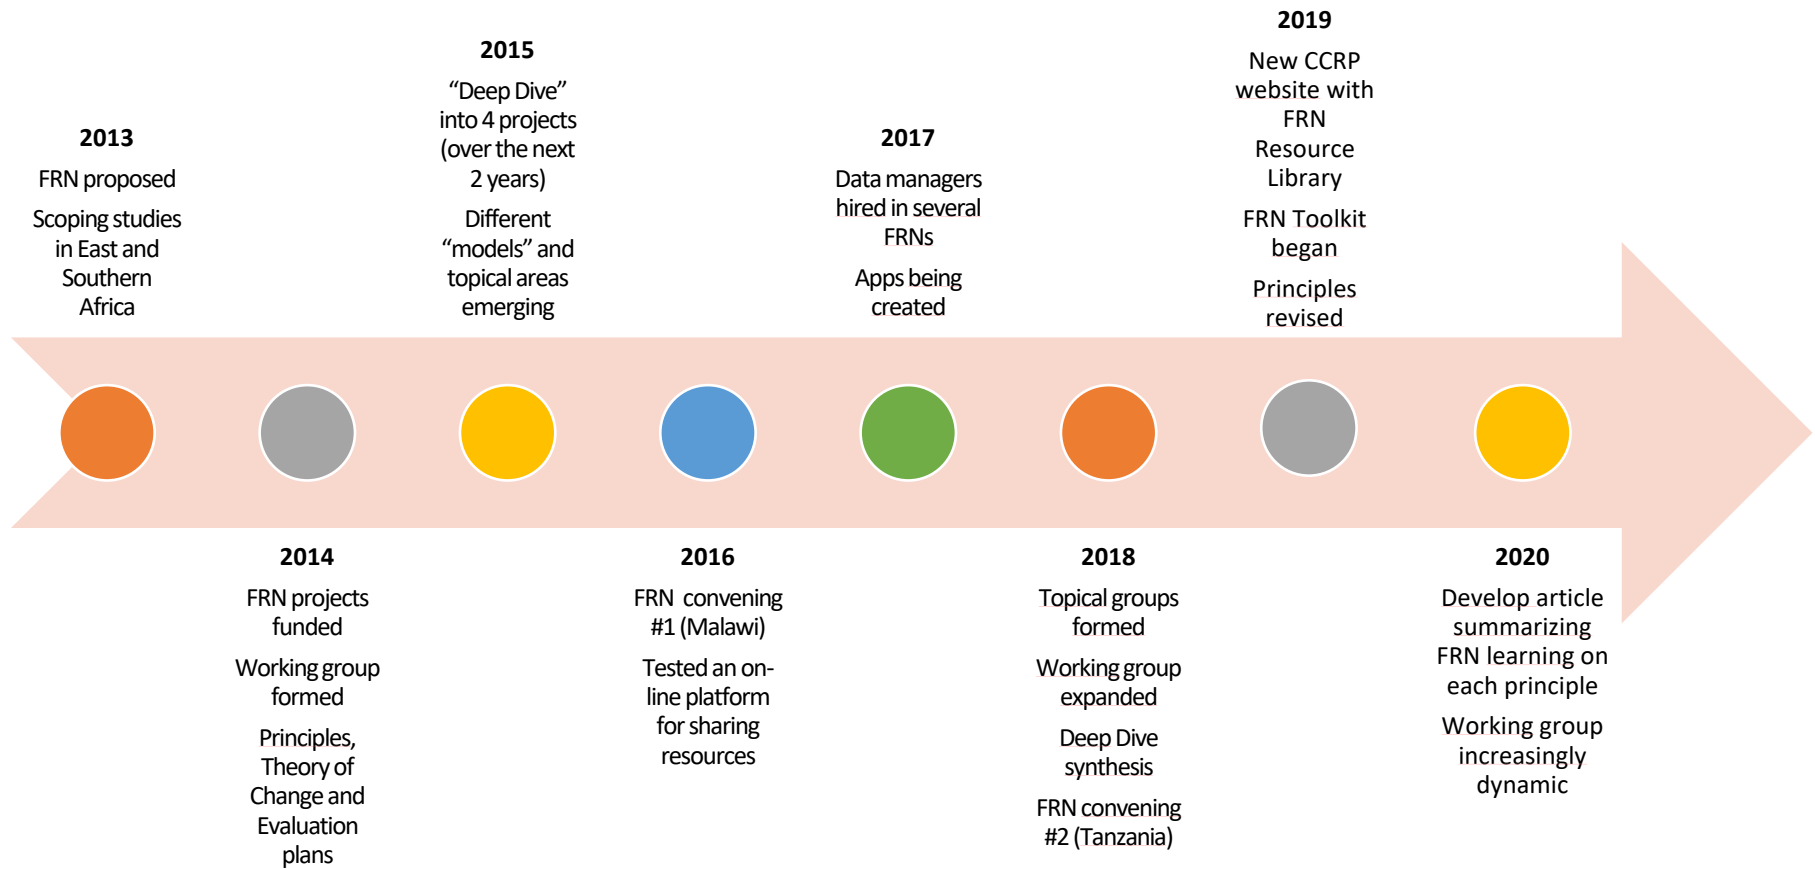 2013
FRN proposed
Scoping studies
in East and
Southern
Africa
2014
FRN projects
funded
Working group
formed
Principles,
Theory of
Change and
Evaluation
plans
2015
“Deep Dive”
into 4 projects
(over the next
2 years)
Different
“models” and
topical areas
emerging
2016
FRN convening
#1 (Malawi)
Tested an on-
line platform
for sharing
resources
2017
Data managers
hired in several
FRNs
Apps being
created
2018
Topical groups
formed
Working group
expanded
Deep Dive
synthesis
FRN convening
#2 (Tanzania)
2019
New CCRP
website with
FRN
Resource
Library
FRN Toolkit
began
Principles
revised
2020
Develop article
summarizing
FRN learning on
each principle
Working group
increasingly
dynamic